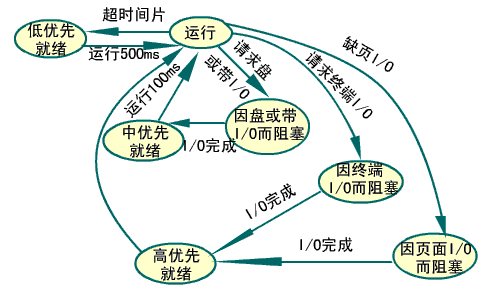 超时间片
低优先
就绪
运行
运行500ms
请求盘
或带I/O
缺页I/O
请求终端I/O
运行100ms
因盘或带
I/O而阻塞
中优先
就绪
I/O完成
因终端
I/O而阻塞
I/O完成
I/O完成
高优先
就绪
因页面I/O
而阻塞